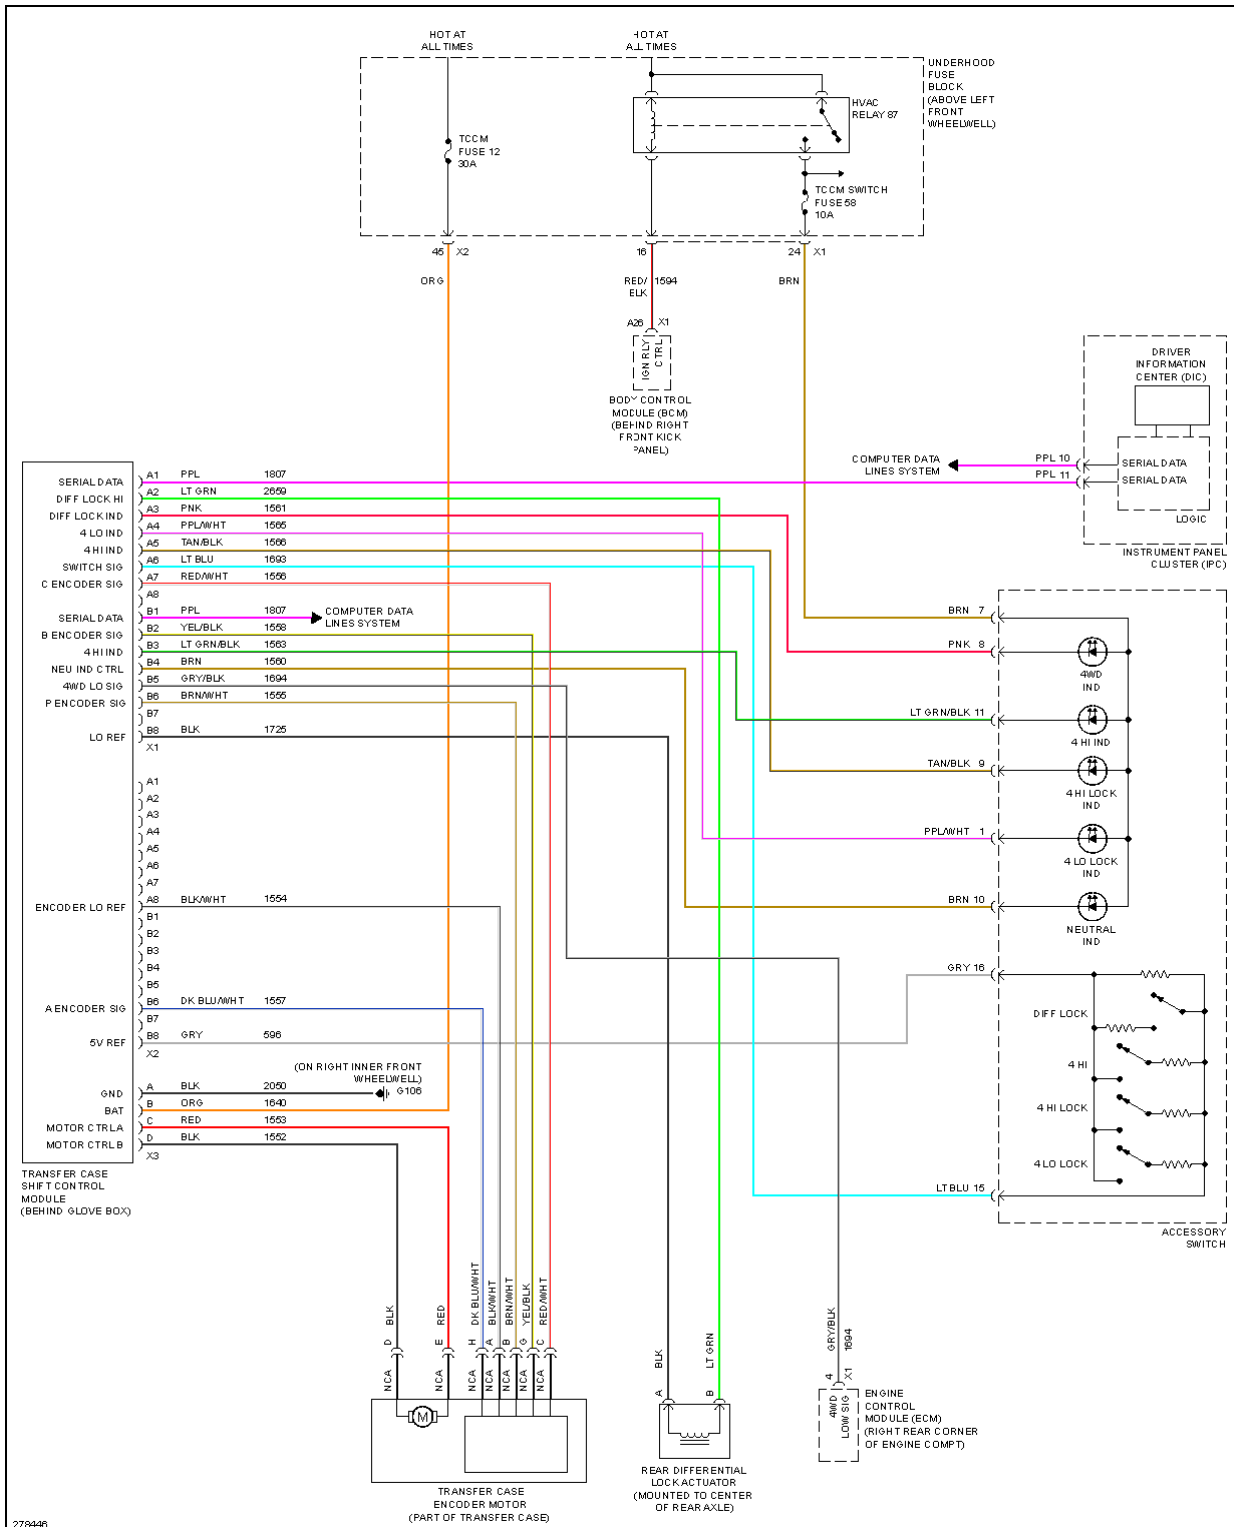 HOT AT
ALL TIMES
HOT AT
ALL TIMES
UNDERHOOD
FUSE
BLOCK
(ABOVE LEFT
FRONT
WHEELWELL)
HVAC
RELAY 87
TCCM
FUSE 12
30A
TCCM SWITCH
FUSE 58
10A
45 X2
16
24 X1
ORG
RED/ 1594
BLK
BRN
A26 X1
IGN RLY
CTRL
BODY CONTROL
MODULE (BCM)
(BEHIND RIGHT
FRONT KICK
PANEL)
DRIVER
INFORMATION
CENTER (DIC)
COMPUTER DATA
LINES SYSTEM
PPL 10
SERIAL DATA
PPL 11
SERIAL DATA
LOGIC
INSTRUMENT PANEL
CLUSTER (IPC)
SERIAL DATA A1 PPL 1807
DIFF LOCK HI A2 LT GRN 2659
DIFF LOCK IND A3 PNK 1561
4 LO IND A4 PPL/WHT 1565
4 HI IND A5 TAN/BLK 1566
SWITCH SIG A6 LT BLU 1693
C ENCODER SIG A7 RED/WHT 1556
A8
SERIAL DATA B1 PPL 1807
COMPUTER DATA
LINES SYSTEM
B ENCODER SIG B2 YEL/BLK 1558
4 HI IND B3 LT GRN/BLK 1563
NEU IND CTRL B4 BRN 1560
4WD LO SIG B5 GRY/BLK 1694
P ENCODER SIG B6 BRN/WHT 1555
B7
LO REF B8 BLK 1725
X1
A1
A2
A3
A4
A5
A6
A7
ENCODER LO REF A8 BLK/WHT 1554
B1
B2
B3
B4
B5
A ENCODER SIG B6 DK BLU/WHT 1557
B7
5V REF B8 GRY 596
X2
(ON RIGHT INNER FRONT
WHEELWELL)
G106
GND A BLK 2050
BAT B ORG 1640
MOTOR CTRL A C RED 1553
MOTOR CTRL B D BLK 1552
X3
TRANSFER CASE
SHIFT CONTROL
MODULE
(BEHIND GLOVE BOX)
BRN 7
PNK 8
4WD
IND
LT GRN/BLK 11
4 HI IND
TAN/BLK 9
4 HI LOCK
IND
PPL/WHT 1
4 LO LOCK
IND
BRN 10
NEUTRAL
IND
GRY 16
DIFF LOCK
4 HI
4 HI LOCK
4 LO LOCK
LT BLU 15
ACCESSORY
SWITCH
D BLK
E RED
H DK BLU/WHT
A BLK/WHT
B BRN/WHT
G YEL/BLK
C RED/WHT
NCA
NCA
NCA
NCA
NCA
NCA
NCA
M
TRANSFER CASE
ENCODER MOTOR
(PART OF TRANSFER CASE)
A BLK
B LT GRN
REAR DIFFERENTIAL
LOCK ACTUATOR
(MOUNTED TO CENTER
OF REAR AXLE)
GRY/BLK 1694
4 X1
4WD
LOW SIG
ENGINE
CONTROL
MODULE (ECM)
(RIGHT REAR CORNER
OF ENGINE COMPT)
278446